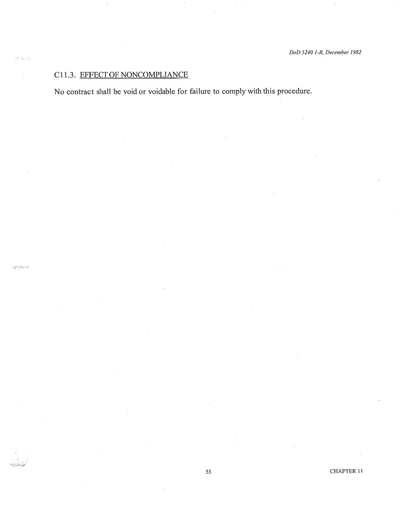 DoD 5240 1-R, December 1982
C11.3. EFFECT OF NONCOMPLIANCE
No contract shall be void or voidable for failure to comply with this procedure.
55
CHAPTER 11